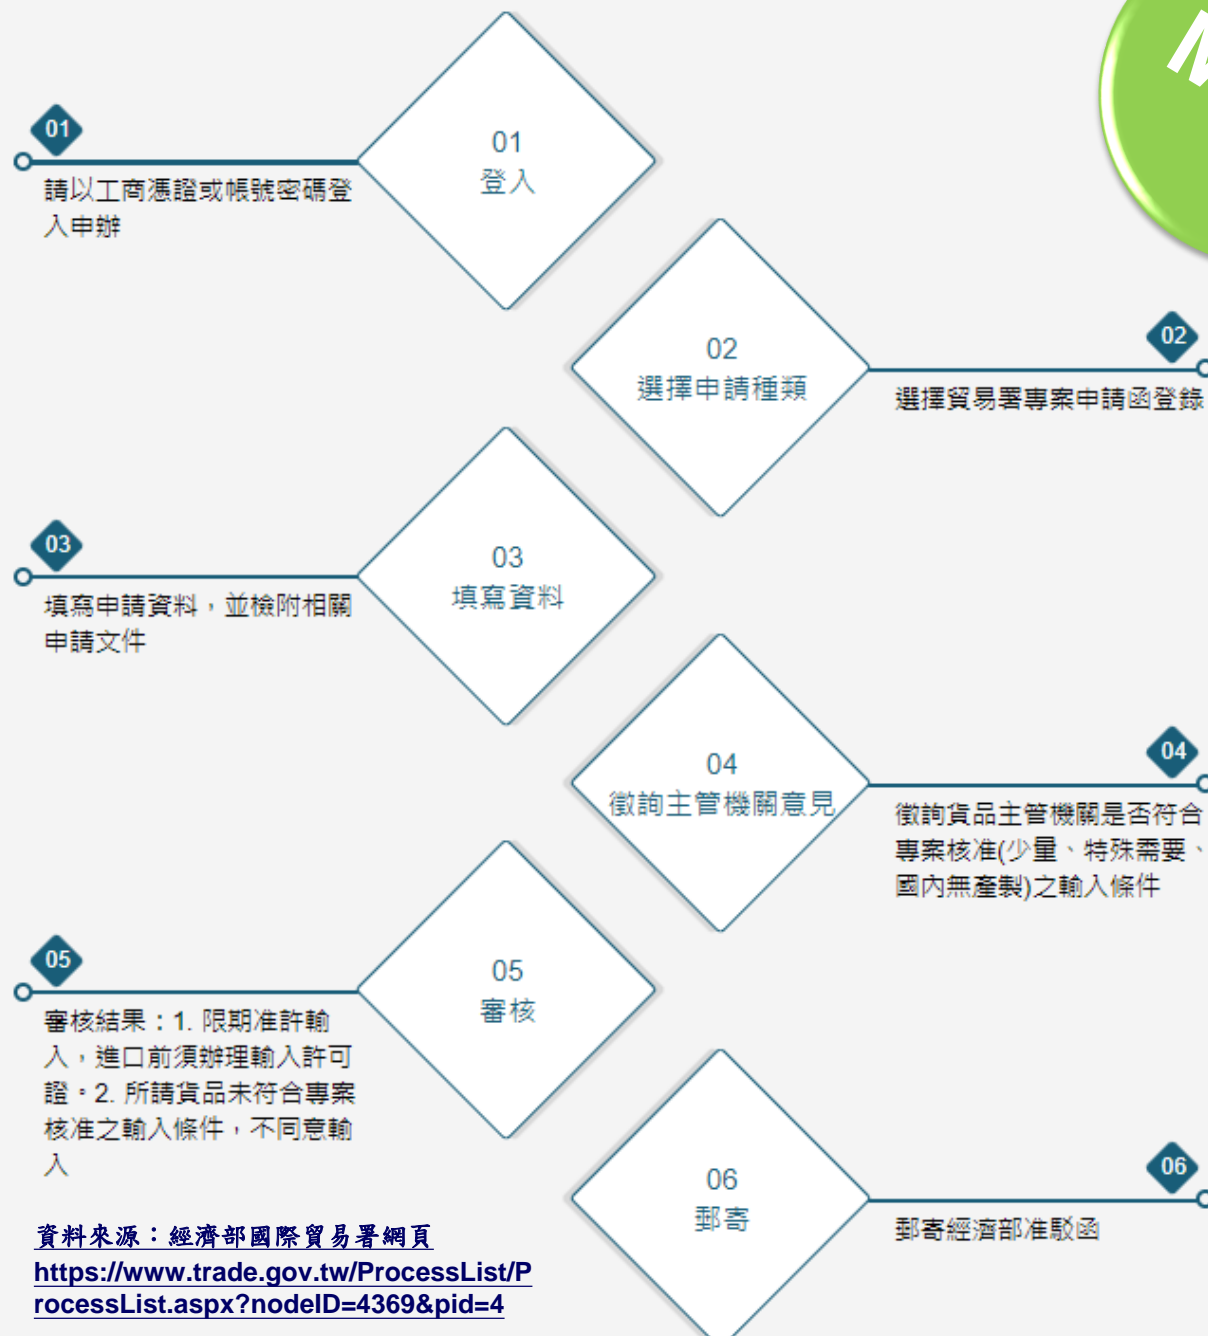 01
登入
01
請以工商憑證或帳號密碼登
入申辦
02
選擇申請種類
02
選擇貿易署專案申請函登錄
03
填寫資料
03
填寫申請資料，並檢附相關
申請文件
04
徵詢主管機關意見
04
徵詢貨品主管機關是否符合
專案核准(少量、特殊需要、
國內無產製)之輸入條件
05
審核
05
審核結果：1. 限期准許輸
入，進口前須辦理輸入許可
證。2. 所請貨品未符合專案
核准之輸入條件，不同意輸
入
06
郵寄
06
郵寄經濟部准駁函
資料來源：經濟部國際貿易署網頁
https://www.trade.gov.tw/ProcessList/P
rocessList.aspx?nodeID=4369&pid=4